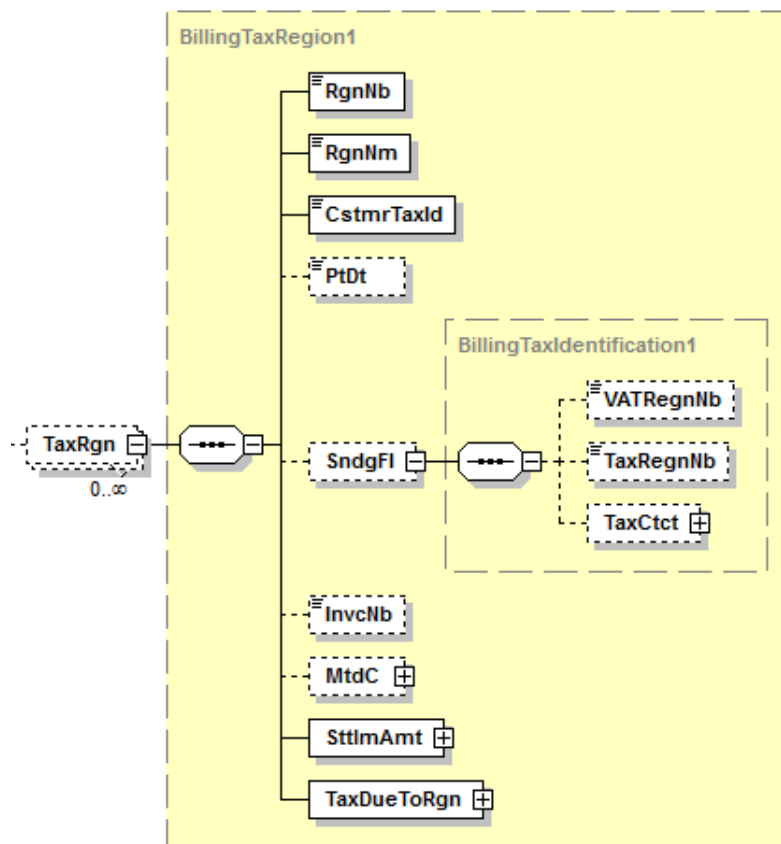 BillingTaxRegion1
RgnNb
RgnNm
CstmrTaxId
PtDt
BillingTaxIdentification1
VATRegnNb
TaxRgn
0..∞
SndgFI
TaxRegnNb
TaxCtct
InvcNb
MtdC
SttlmAmt
TaxDueToRgn